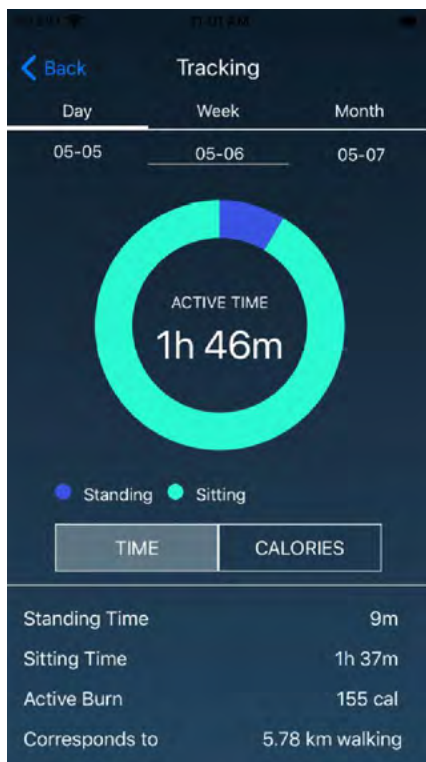 Back Tracking
Day Week Month
05-05 05-06 05-07
ACTIVE TIME
1h 46m
Standing Sitting
TIME CALORIES
Standing Time 9m
Sitting Time 1h 37m
Active Burn 155 cal
Corresponds to 5.78 km walking